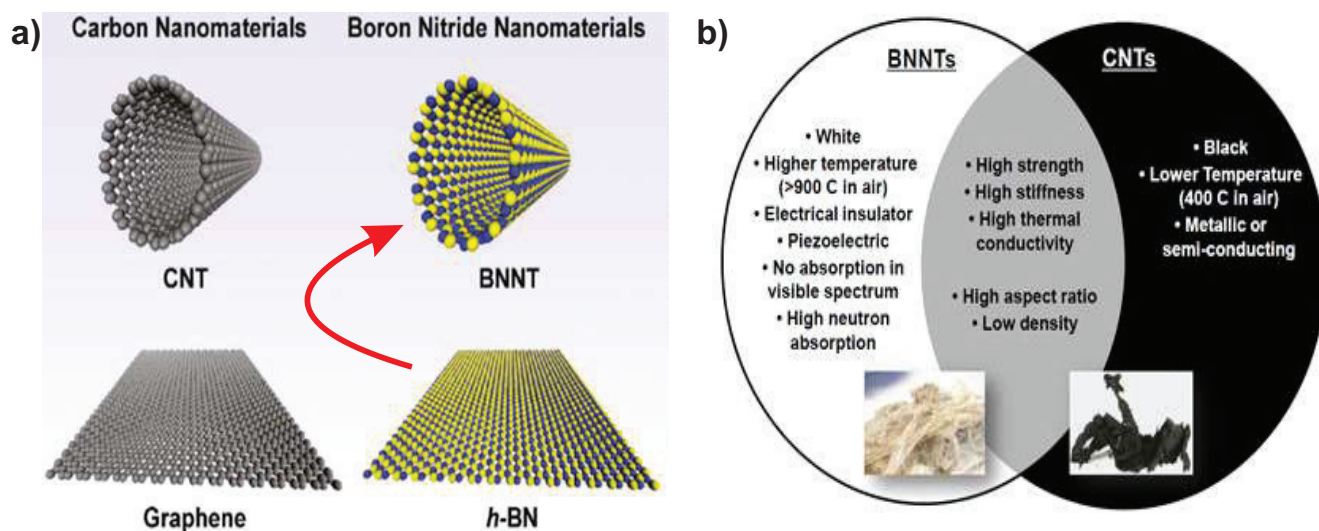 a)
Carbon Nanomaterials
Boron Nitride Nanomaterials
CNT
BNNT
Graphene
h-BN
b)
BNNTs
• White
• Higher temperature
(>900 C in air)
• Electrical insulator
• Piezoelectric
• No absorption in
visible spectrum
• High neutron
absorption
• High strength
• High stiffness
• High thermal
conductivity
• High aspect ratio
• Low density
CNTs
• Black
• Lower Temperature
(400 C in air)
• Metallic or
semi-conducting